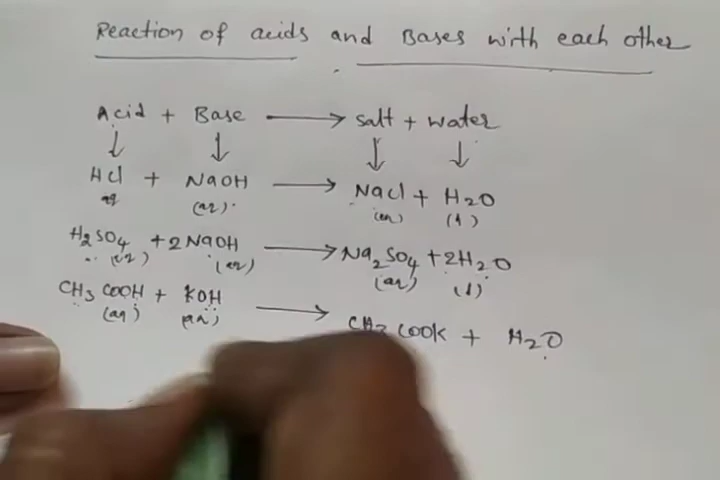 Reaction of acids and Bases with each other
Acid + Base → salt + water
↓ ↓ ↓ ↓
HCl + NaOH → NaCl + H2O
aq (aq) (aq) (l)
H2SO4 + 2NaOH → Na2SO4 + 2H2O
(aq) (aq) (aq) (l)
CH3COOH + KOH → CH3COOK + H2O
(aq) (aq)